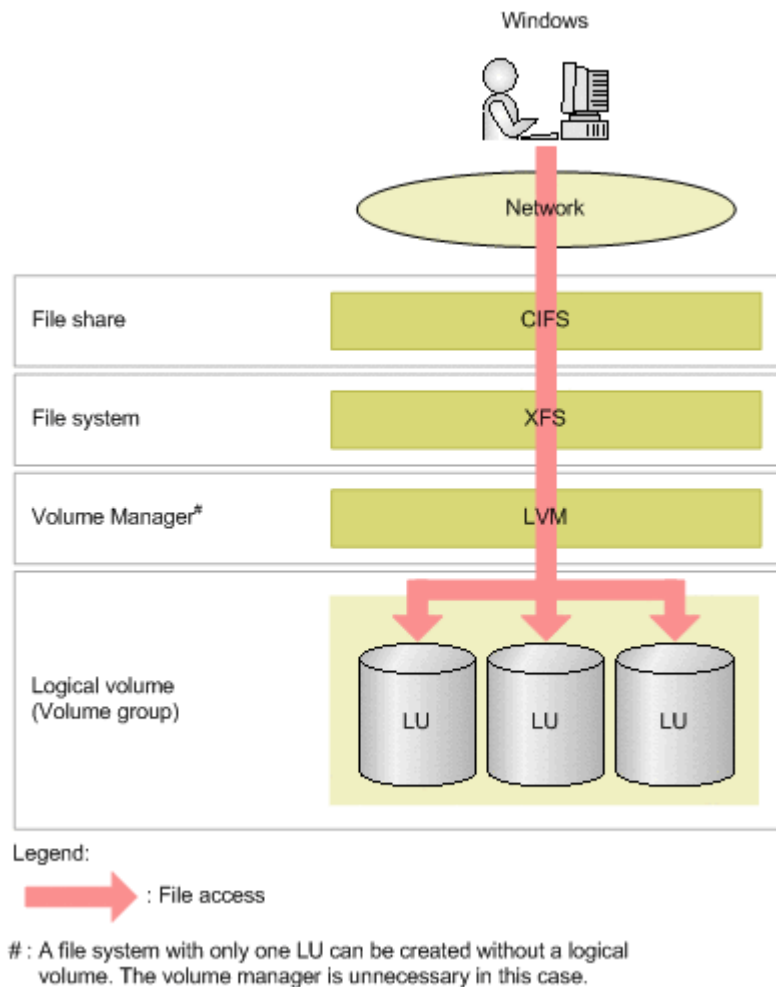 Windows
Network
File share
CIFS
File system
XFS
Volume Manager#
LVM
Logical volume
(Volume group)
LU LU LU
Legend:
: File access
# : A file system with only one LU can be created without a logical
volume. The volume manager is unnecessary in this case.